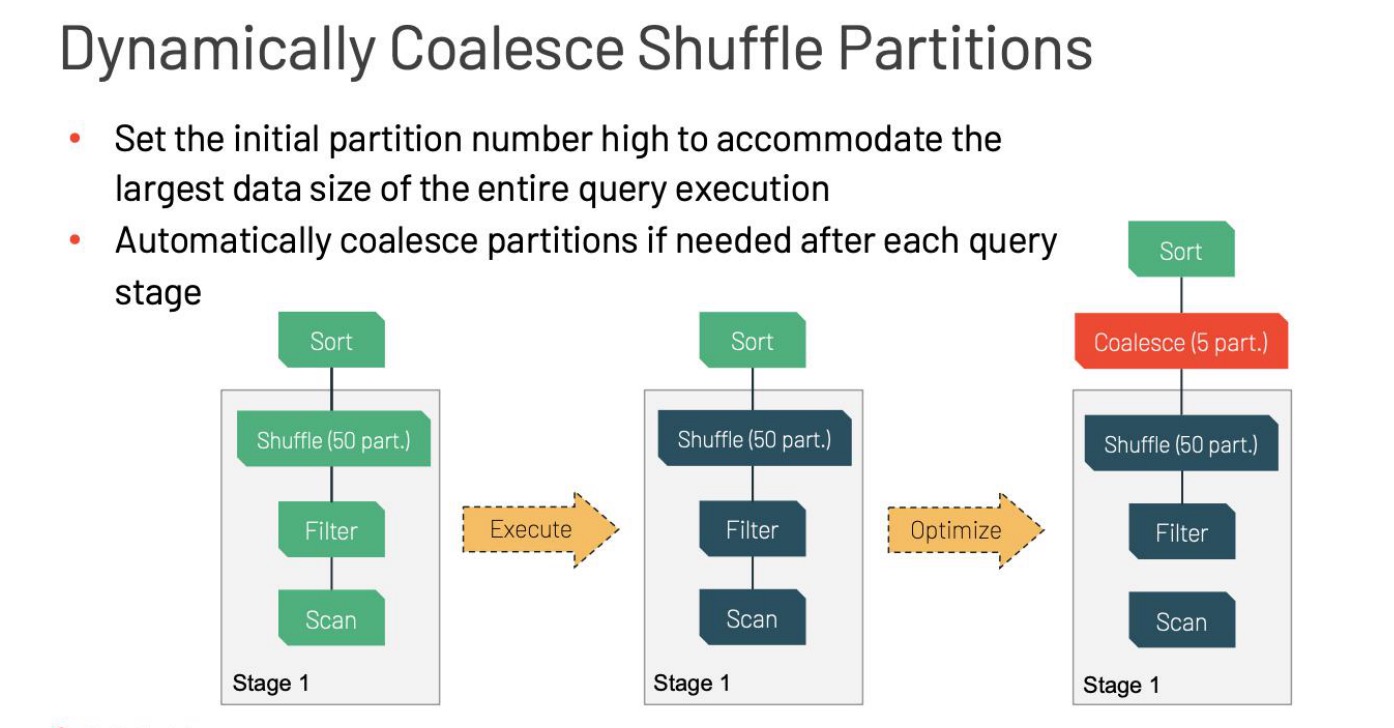 Dynamically Coalesce Shuffle Partitions
• Set the initial partition number high to accommodate the
largest data size of the entire query execution
• Automatically coalesce partitions if needed after each query
stage
Sort
Shuffle (50 part.)
Filter
Scan
Stage 1
Execute
Sort
Shuffle (50 part.)
Filter
Scan
Stage 1
Optimize
Sort
Coalesce (5 part.)
Shuffle (50 part.)
Filter
Scan
Stage 1